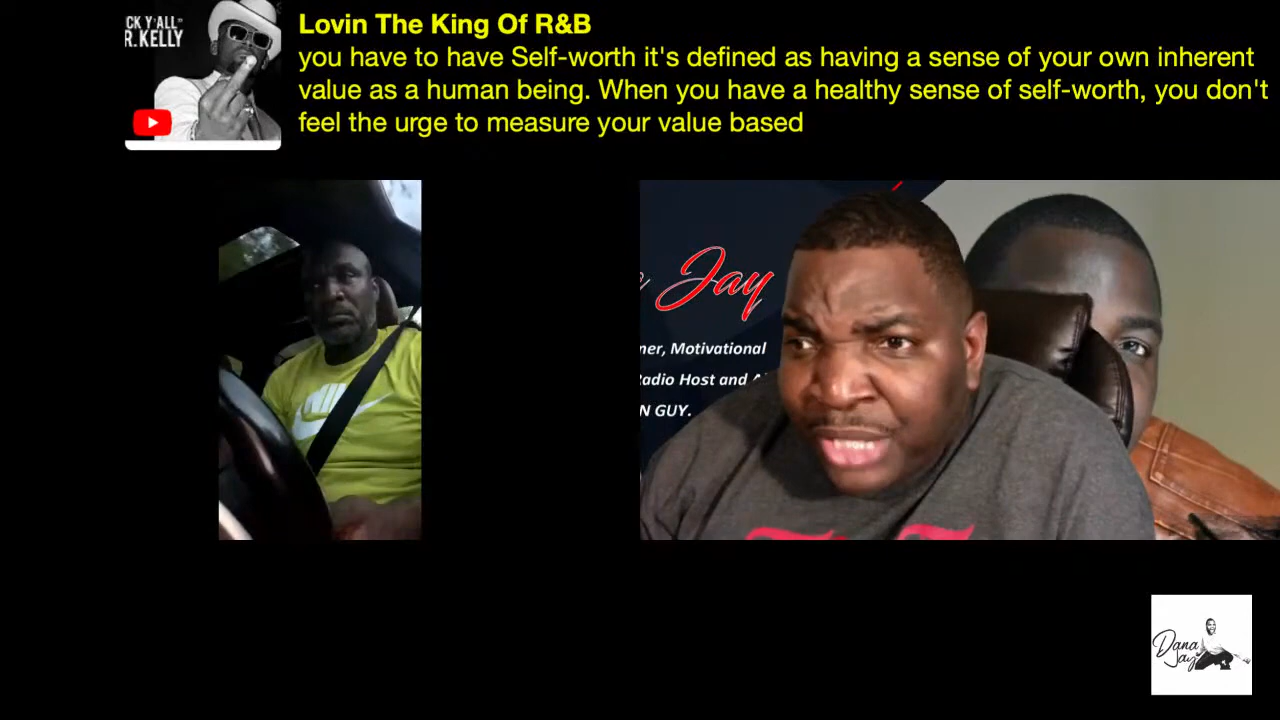 CK Y'ALL"
R.KELLY
Lovin The King Of R&B
you have to have Self-worth it's defined as having a sense of your own inherent
value as a human being. When you have a healthy sense of self-worth, you don't
feel the urge to measure your value based
Jay
ner, Motivational
Radio Host and
N GUY.
Dana
Jay